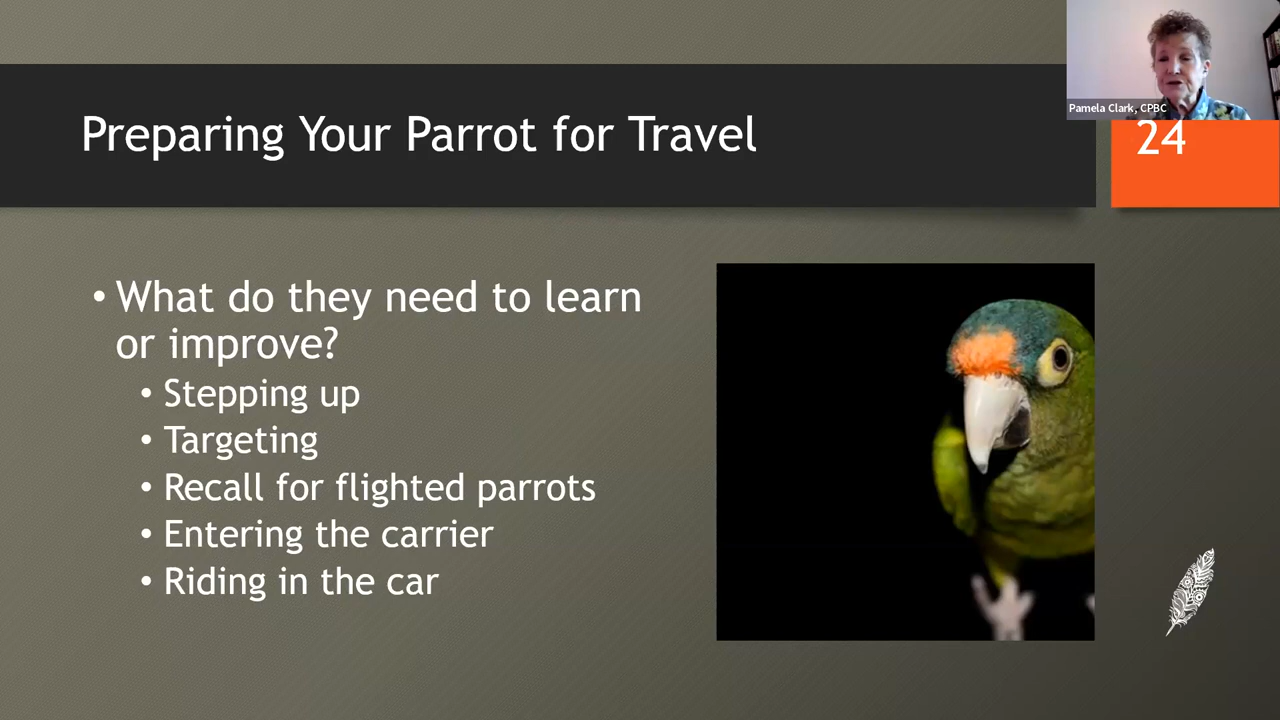 Pamela Clark, CPBC
Preparing Your Parrot for Travel
24
• What do they need to learn
or improve?
• Stepping up
• Targeting
• Recall for flighted parrots
• Entering the carrier
• Riding in the car